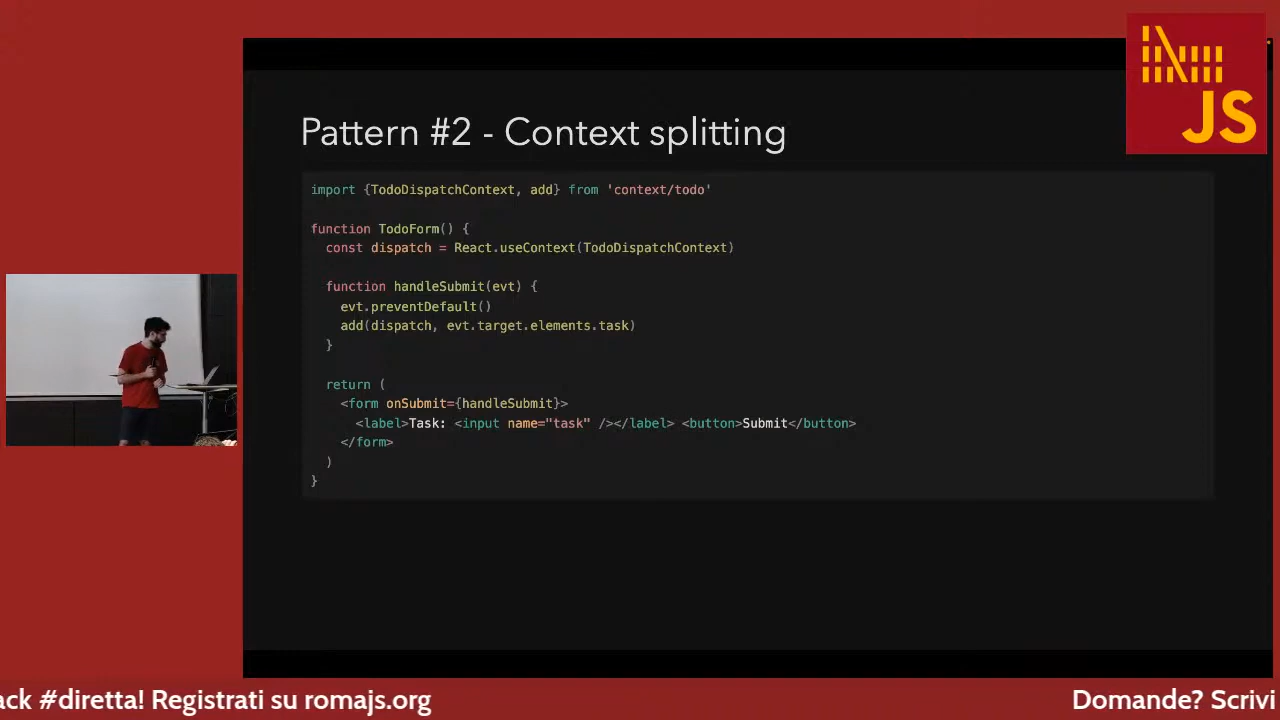 JS
Pattern #2 - Context splitting
import {TodoDispatchContext, add} from 'context/todo'
function TodoForm() {
const dispatch = React.useContext(TodoDispatchContext)
function handleSubmit(evt) {
evt.preventDefault()
add(dispatch, evt.target.elements.task)
}
return (
<form onSubmit={handleSubmit}>
<label>Task: <input name="task" /></label> <button>Submit</button>
</form>
)
}
ack #diretta! Registrati su romajs.org
Domande? Scrivi